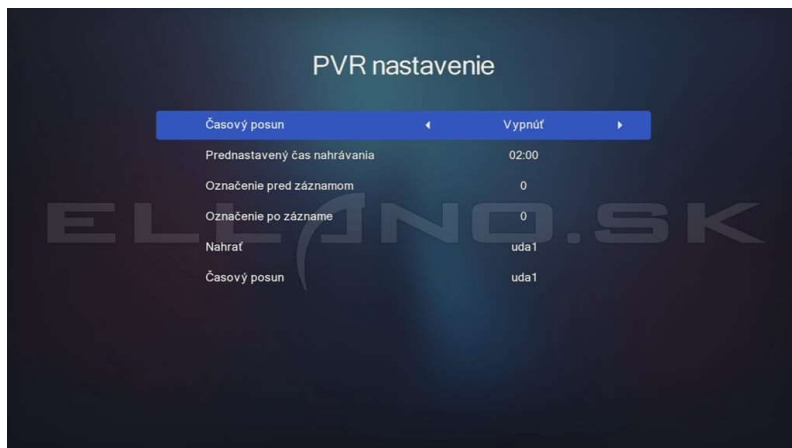 PVR nastavenie
Časový posun Vypnúť
Prednastavený čas nahrávania 02:00
Označenie pred záznamom 0
Označenie po zázname 0
ELLANO.SK
Nahrať uda1
Časový posun uda1